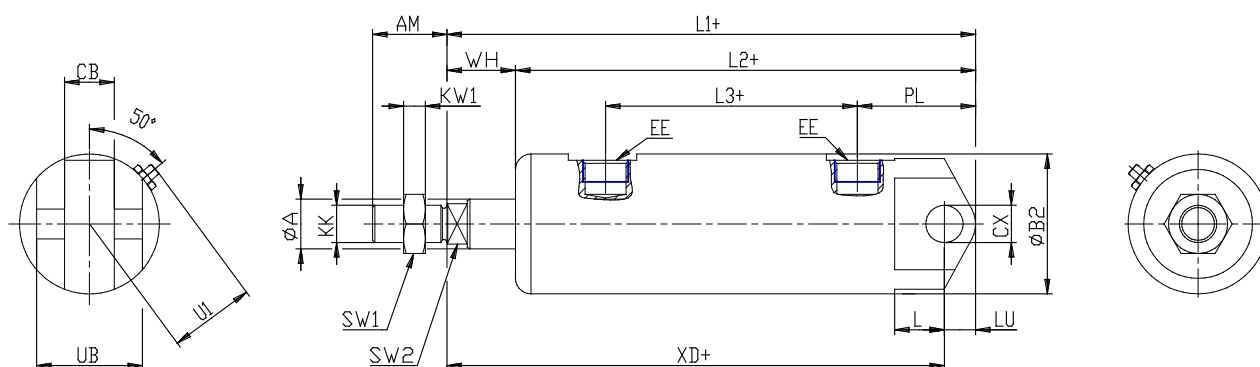 AM
L1+
WH
L2+
CB
KW1
L3+
PL
50°
EE
EE
ØA
KK
CX
ØB2
U1
SW1
L
LU
UB
SW2
XD+